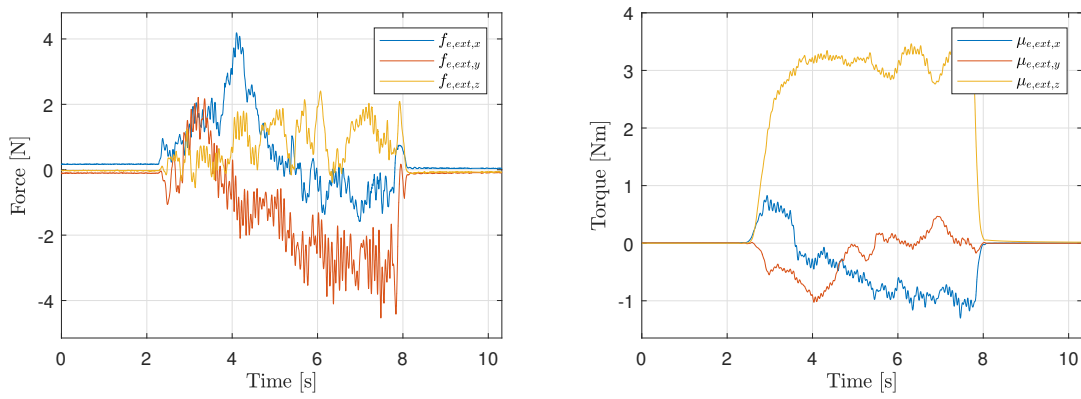 4
2
0
-2
-4
Force [N]
f_{e,ext,x}
f_{e,ext,y}
f_{e,ext,z}
0
2
4
6
8
10
Time [s]
4
3
2
1
0
-1
Torque [Nm]
μ_{e,ext,x}
μ_{e,ext,y}
μ_{e,ext,z}
0
2
4
6
8
10
Time [s]